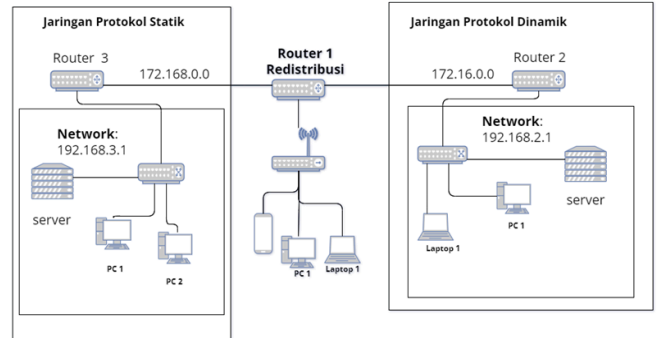 Jaringan Protokol Statik
Router 3
172.168.0.0
Network:
192.168.3.1
server
PC 1
PC 2
Router 1
Redistribusi
PC 1
Laptop 1
Jaringan Protokol Dinamik
172.16.0.0
Router 2
Network:
192.168.2.1
server
PC 1
Laptop 1